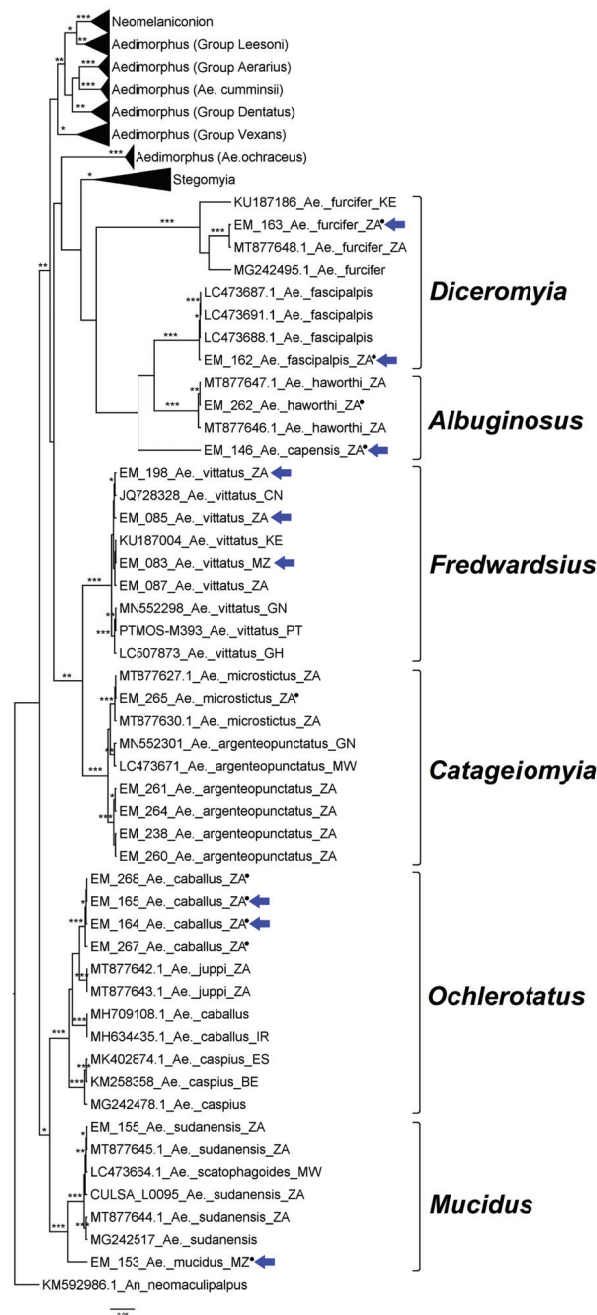 Neomelaniconion
Aedimorphus (Group Leesoni)
Aedimorphus (Group Aerarius)
Aedimorphus (Ae. cumminsii)
Aedimorphus (Group Dentatus)
Aedimorphus (Group Vexans)
Aedimorphus (Ae.ochraceus)
Stegomyia
KU187186_Ae._furcifer_KE
EM_163_Ae._furcifer_ZA
MT877648.1_Ae._furcifer_ZA
MG242495.1_Ae._furcifer
LC473687.1_Ae._fascipalpis
LC473691.1_Ae._fascipalpis
LC473688.1_Ae._fascipalpis
EM_162_Ae._fascipalpis_ZA
Diceromyia
MT877647.1_Ae._haworthi_ZA
EM_262_Ae._haworthi_ZA
MT877646.1_Ae._haworthi_ZA
EM_146_Ae._capensis_ZA
Albuginosus
EM_198_Ae._vittatus_ZA
JQ728328_Ae._vittatus_CN
EM_085_Ae._vittatus_ZA
KU187004_Ae._vittatus_KE
EM_083_Ae._vittatus_MZ
EM_087_Ae._vittatus_ZA
MN552298_Ae._vittatus_GN
PTMOS-M393_Ae._vittatus_PT
LC507873_Ae._vittatus_GH
Fredwardsius
MT877627.1_Ae._microstictus_ZA
EM_265_Ae._microstictus_ZA
MT877630.1_Ae._microstictus_ZA
MN552301_Ae._argenteopunctatus_GN
LC473671_Ae._argenteopunctatus_MW
EM_261_Ae._argenteopunctatus_ZA
EM_264_Ae._argenteopunctatus_ZA
EM_238_Ae._argenteopunctatus_ZA
EM_260_Ae._argenteopunctatus_ZA
Catageiomyia
EM_268_Ae._caballus_ZA
EM_165_Ae._caballus_ZA
EM_164_Ae._caballus_ZA
EM_267_Ae._caballus_ZA
MT877642.1_Ae._juppi_ZA
MT877643.1_Ae._juppi_ZA
MH709108.1_Ae._caballus
MH634435.1_Ae._caballus_IR
MK402874.1_Ae._caspius_ES
KM258358_Ae._caspius_BE
MG242478.1_Ae._caspius
Ochlerotatus
EM_155_Ae._sudanensis_ZA
MT877645.1_Ae._sudanensis_ZA
LC473664.1_Ae._scatophagoides_MW
CULSA_L0095_Ae._sudanensis_ZA
MT877644.1_Ae._sudanensis_ZA
MG242517_Ae._sudanensis
EM_153_Ae._mucidus_MZ
Mucidus
KM592986.1_An_neomaculipalpus